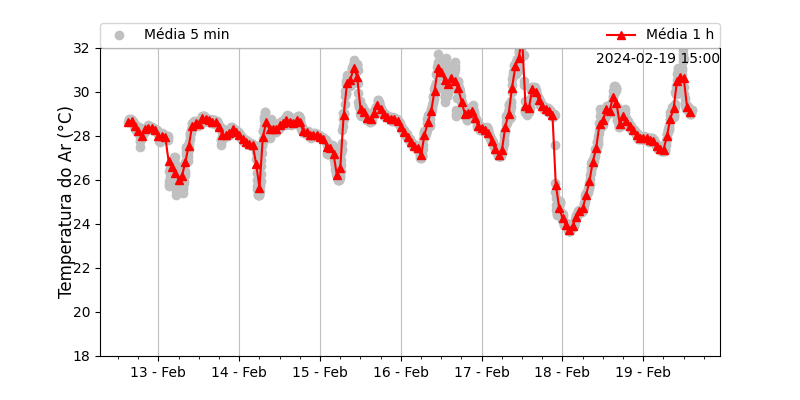 Média 5 min
Média 1 h
2024-02-19 15:00
Temperatura do Ar (°C)
32
30
28
26
24
22
20
18
13 - Feb
14 - Feb
15 - Feb
16 - Feb
17 - Feb
18 - Feb
19 - Feb